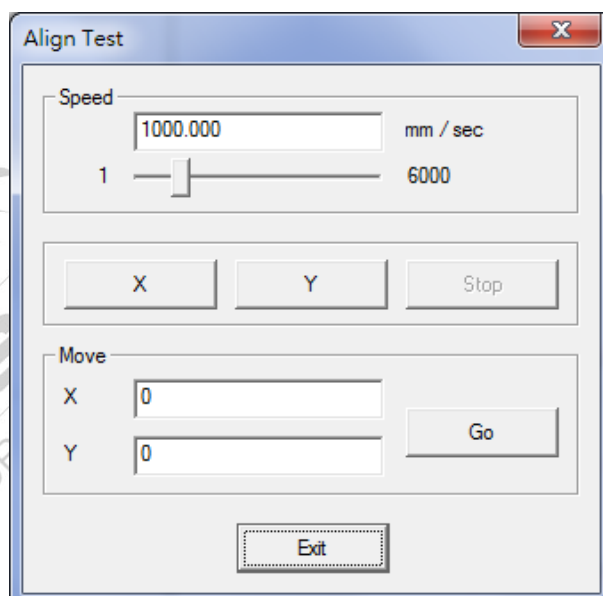 Align Test
Speed
1000.000 mm / sec
1 6000
X Y Stop
Move
X 0
Go
Y 0
Exit